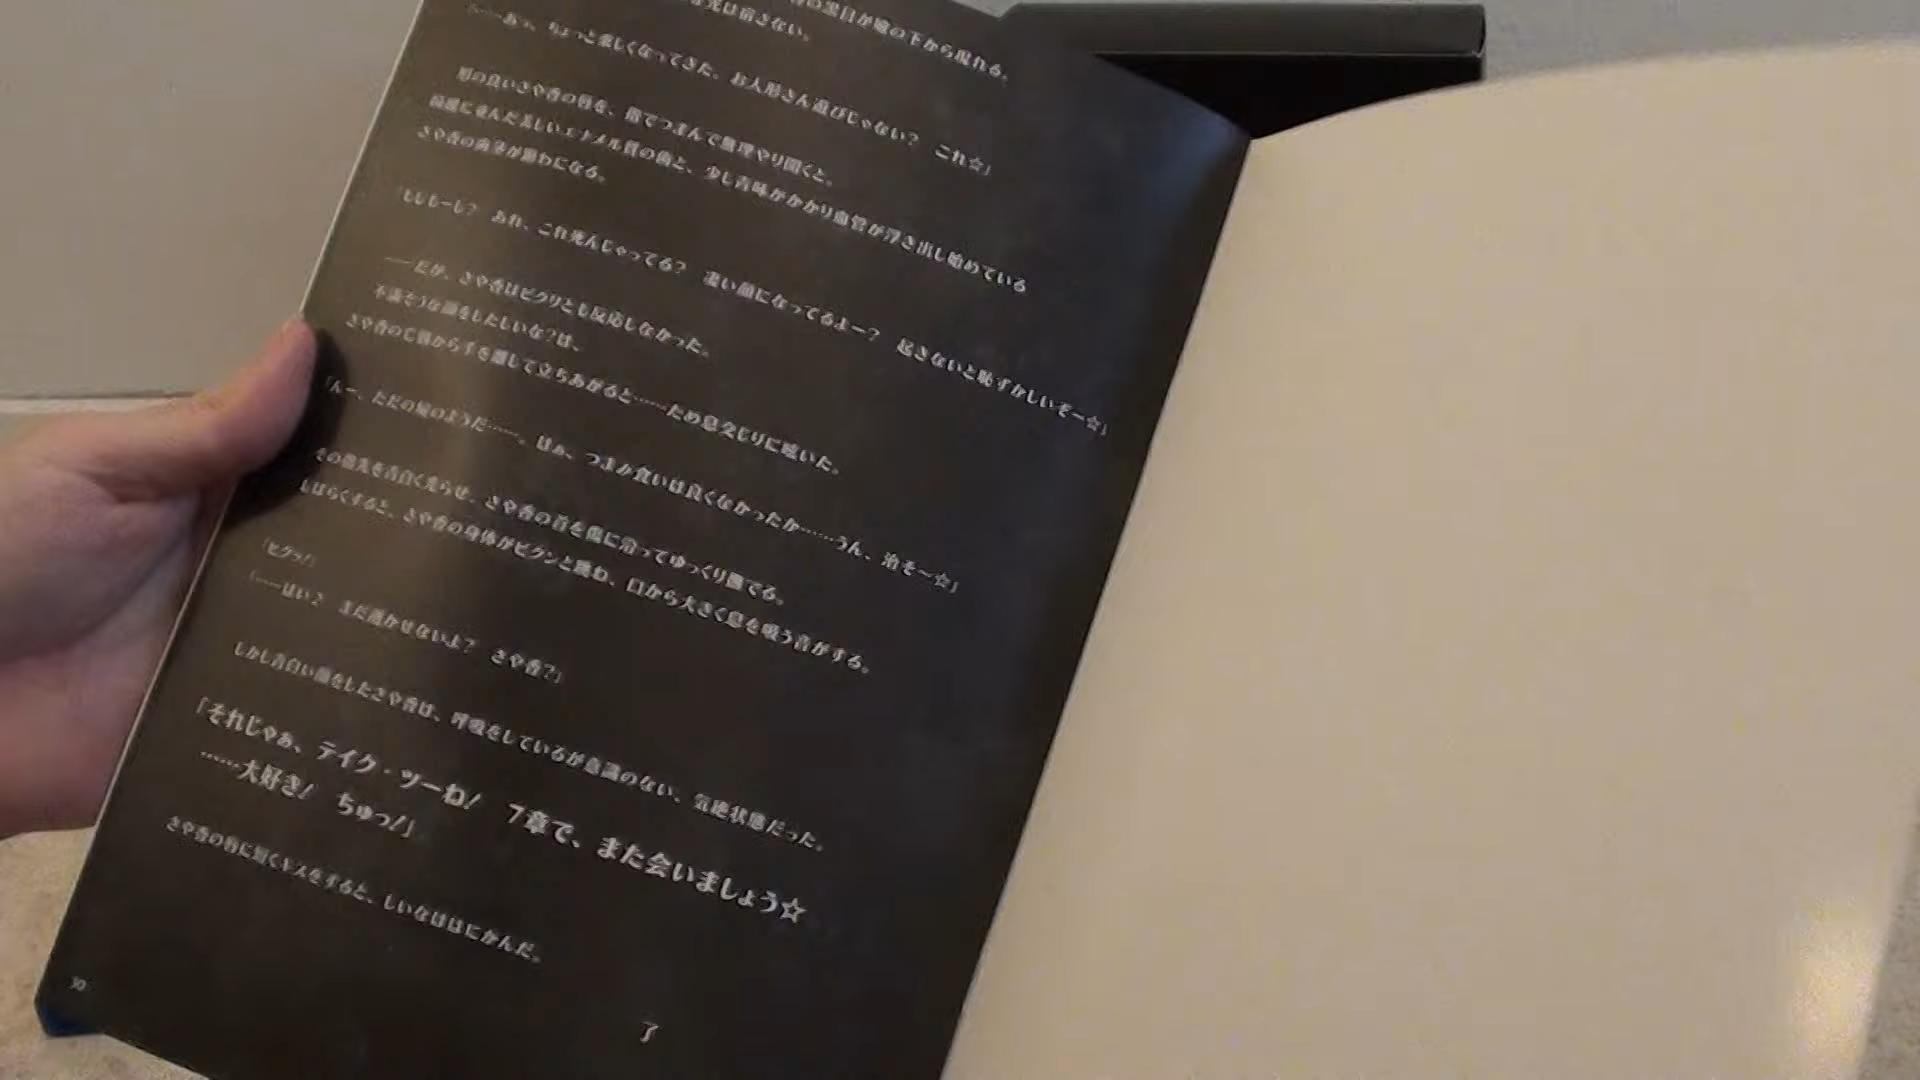 の黒目が瞼の下から現れる。
な光は宿さない。
「……あっ、ちょっと楽しくなってきた。お人形さん遊びじゃない？　これ☆」
形の良いさや香の唇を、指でつまんで無理やり開くと。
綺麗に並んだ美しいエナメル質の歯と、少し青味がかかり血管が浮き出し始めている
さや香の歯茎が露わになる。
「もしもーし？　あれ、これ死んじゃってる？　凄い顔になってるよー？　起きないと恥ずかしいぞー☆」
――だが、さや香はピクリとも反応しなかった。
不満そうな顔をしたしいな？は、
さや香の亡骸から手を離して立ちあがると……ため息交じりに呟いた。
「んー、ただの屍のようだ……。はぁ、つまみ食いは良くなかったか……うん、治そー☆」
その指先を青白く光らせ、さや香の首を傷に沿ってゆっくり撫でる。
しばらくすると、さや香の身体がビクンと跳ね、口から大きく息を吸う音がする。
「ヒグッ!」
「……はい？　まだ逝かせないよ？　さや香？」
しかし青白い顔をしたさや香は、呼吸をしているが意識のない、気絶状態だった。
「それじゃぁ、テイク・ツーね!　7章で、また会いましょう☆
……大好き!　ちゅっ!」
さや香の唇に短くキスをすると、しいなははにかんだ。
了
30